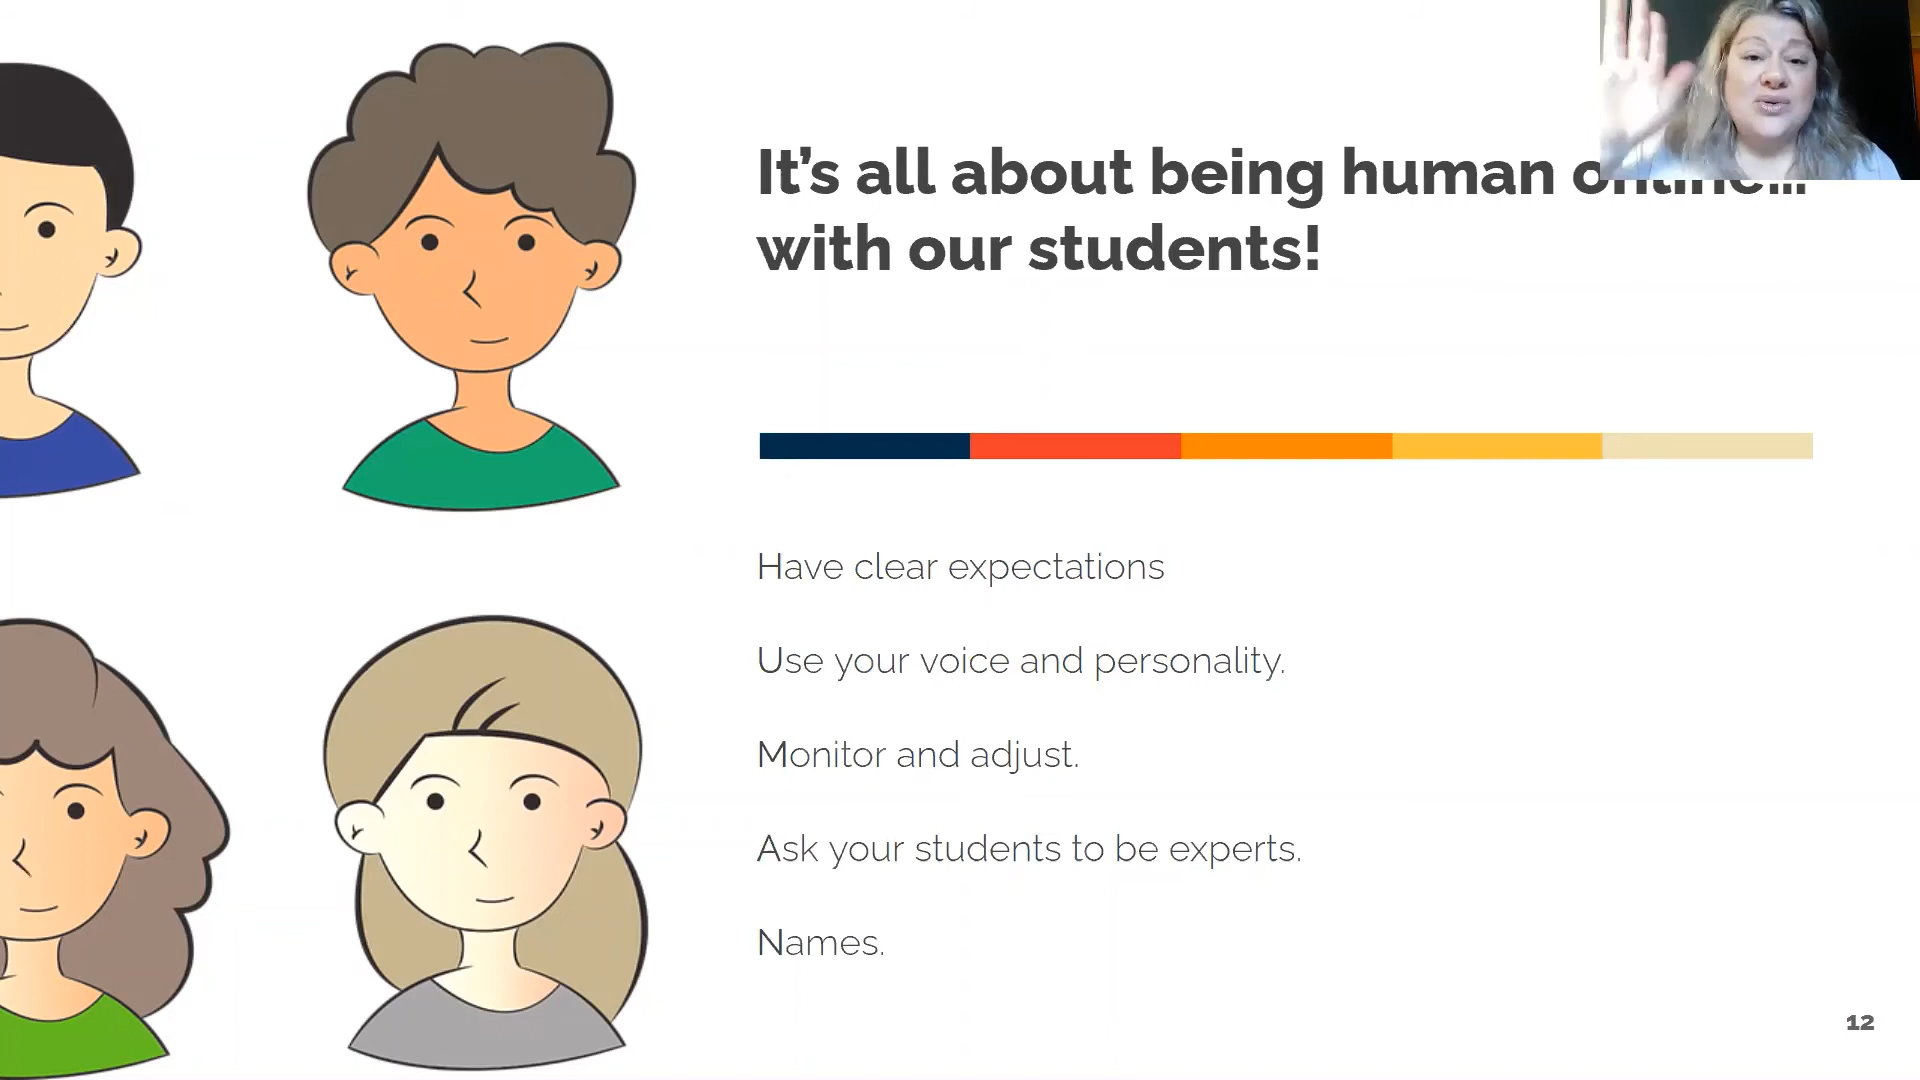 It's all about being human online...
with our students!
Have clear expectations
Use your voice and personality.
Monitor and adjust.
Ask your students to be experts.
Names.
12